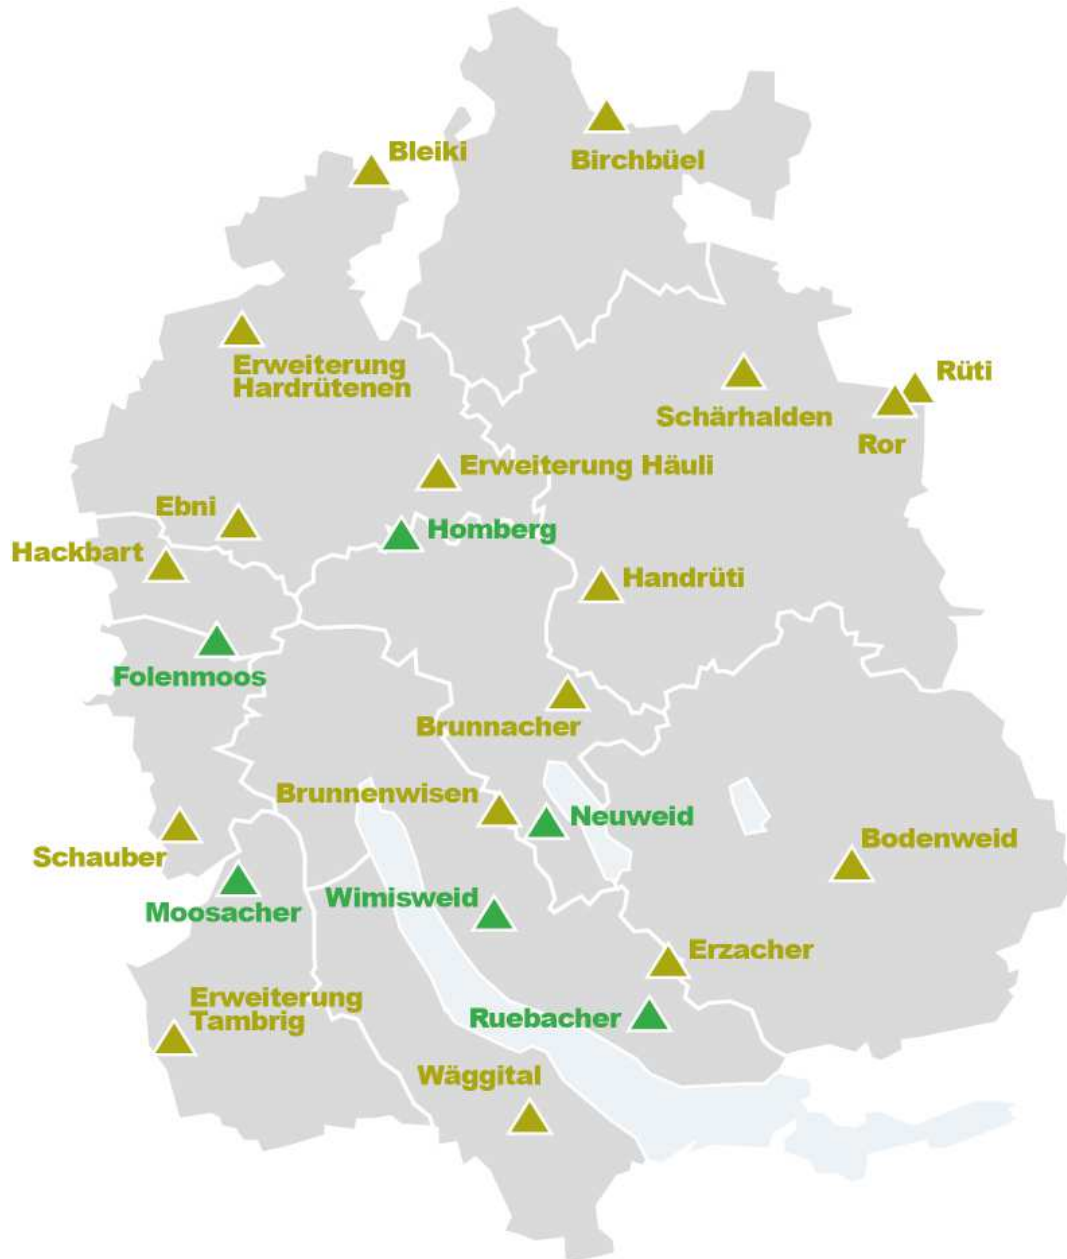 Bleiki
Birchbüel
Erweiterung
Hardrütenen
Rüti
Schärhalden
Ror
Erweiterung Häuli
Ebni
Homberg
Hackbart
Handrüti
Folenmoos
Brunnacher
Brunnenwisen
Neuweid
Bodenweid
Schauber
Wimisweid
Moosacher
Erzacher
Erweiterung
Tambrig
Ruebacher
Wäggital